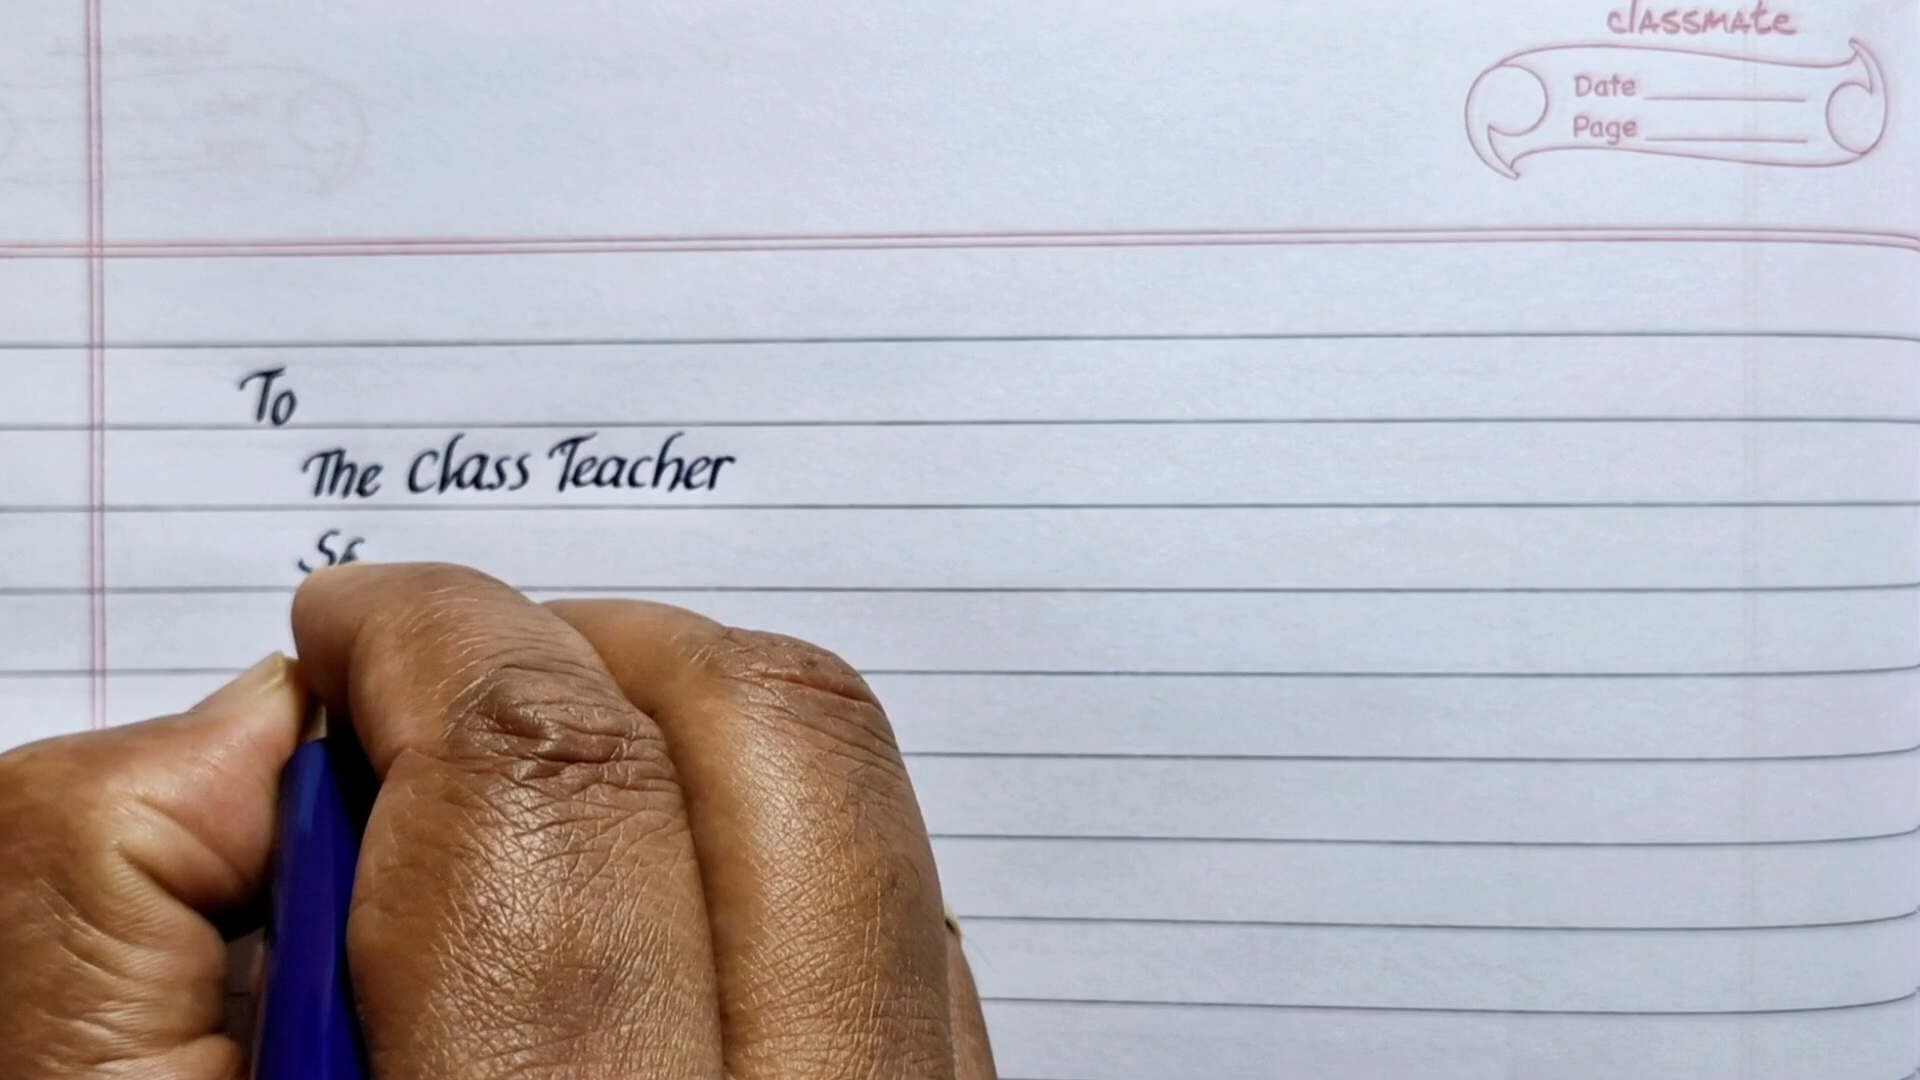 classmate
Date
Page
To
The Class Teacher